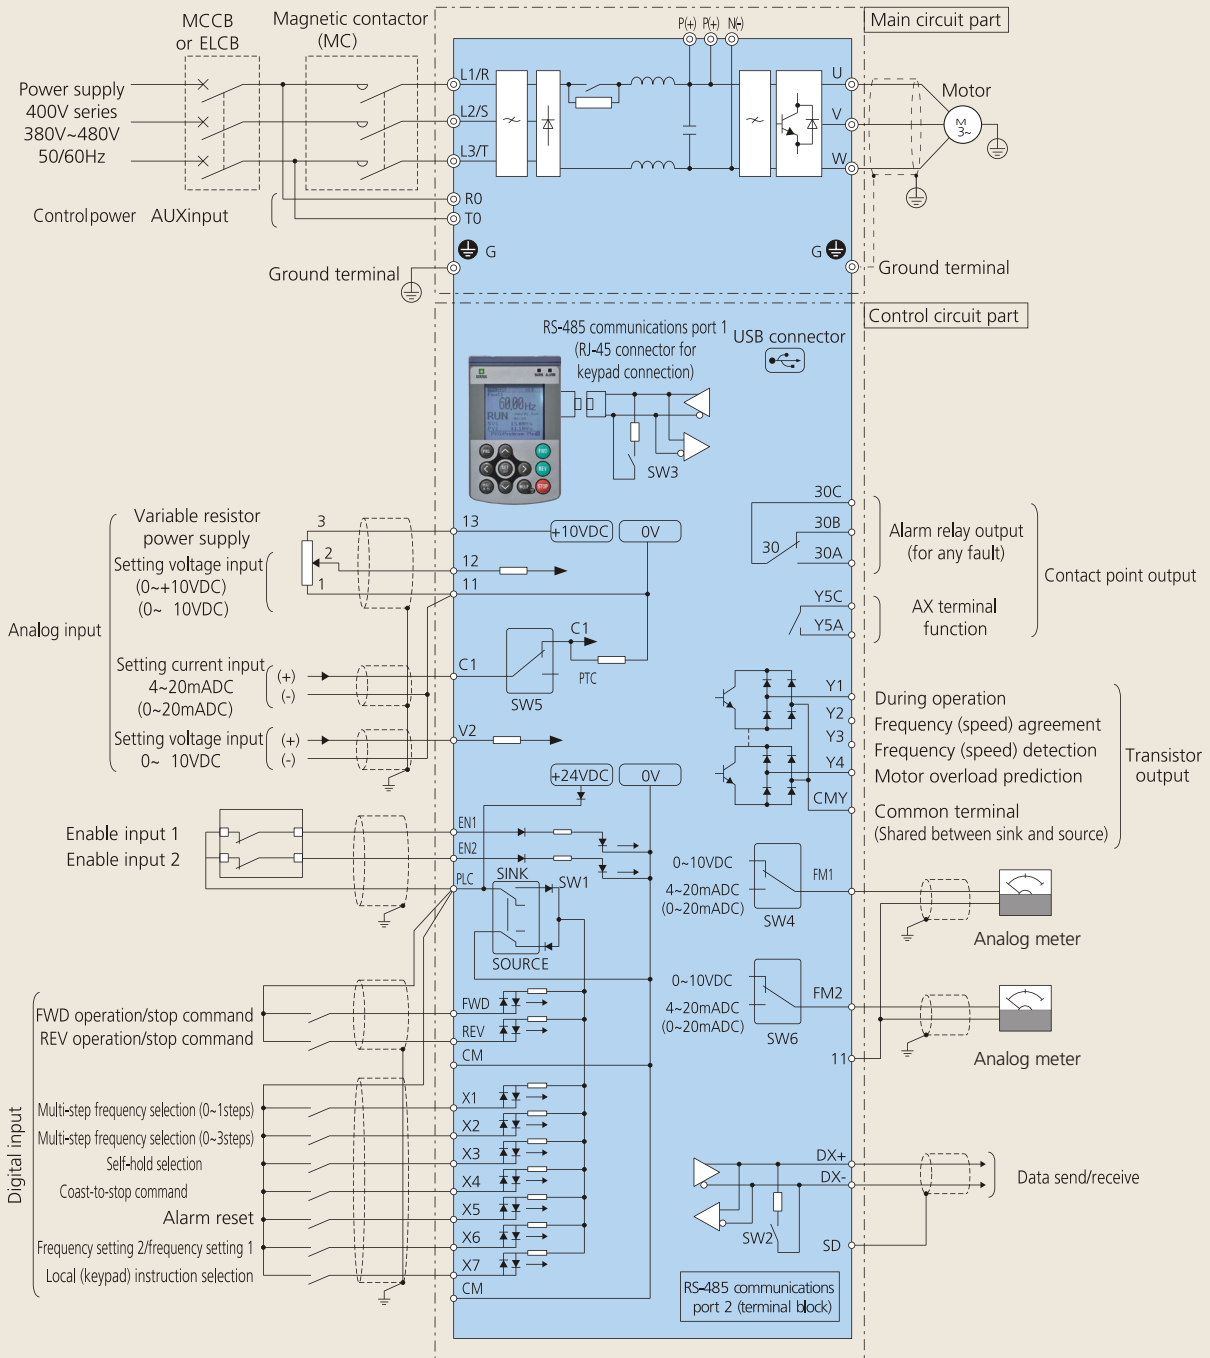 MCCB
or ELCB
Magnetic contactor
(MC)
P(+)
P(+)
N(-)
Main circuit part
Power supply
400V series
380V~480V
50/60Hz
L1/R
L2/S
L3/T
U
V
W
Motor
M
3~
R0
T0
Controlpower AUXinput
G
G
Ground terminal
Ground terminal
Control circuit part
RS-485 communications port 1
(RJ-45 connector for
keypad connection)
USB connector
60.00Hz
RUN
FWD
REV
STOP
SW3
Analog input
Variable resistor
power supply
Setting voltage input
(0~+10VDC)
(0~ 10VDC)
3
2
1
13
12
11
+10VDC
0V
Setting current input
4~20mADC
(0~20mADC)
(+)
(-)
C1
SW5
C1
PTC
Setting voltage input
0~ 10VDC
(+)
(-)
V2
30C
30B
30
30A
Alarm relay output
(for any fault)
Contact point output
Y5C
Y5A
AX terminal
function
Y1
Y2
Y3
Y4
CMY
During operation
Frequency (speed) agreement
Frequency (speed) detection
Motor overload prediction
Common terminal
(Shared between sink and source)
Transistor
output
+24VDC
0V
Enable input 1
Enable input 2
EN1
EN2
PLC
SINK
SW1
SOURCE
0~10VDC
4~20mADC
(0~20mADC)
SW4
FM1
Analog meter
0~10VDC
4~20mADC
(0~20mADC)
SW6
FM2
11
Analog meter
Digital input
FWD operation/stop command
REV operation/stop command
FWD
REV
CM
Multi-step frequency selection (0~1steps)
Multi-step frequency selection (0~3steps)
Self-hold selection
Coast-to-stop command
Alarm reset
Frequency setting 2/frequency setting 1
Local (keypad) instruction selection
X1
X2
X3
X4
X5
X6
X7
CM
DX+
DX-
SW2
SD
Data send/receive
RS-485 communications
port 2 (terminal block)